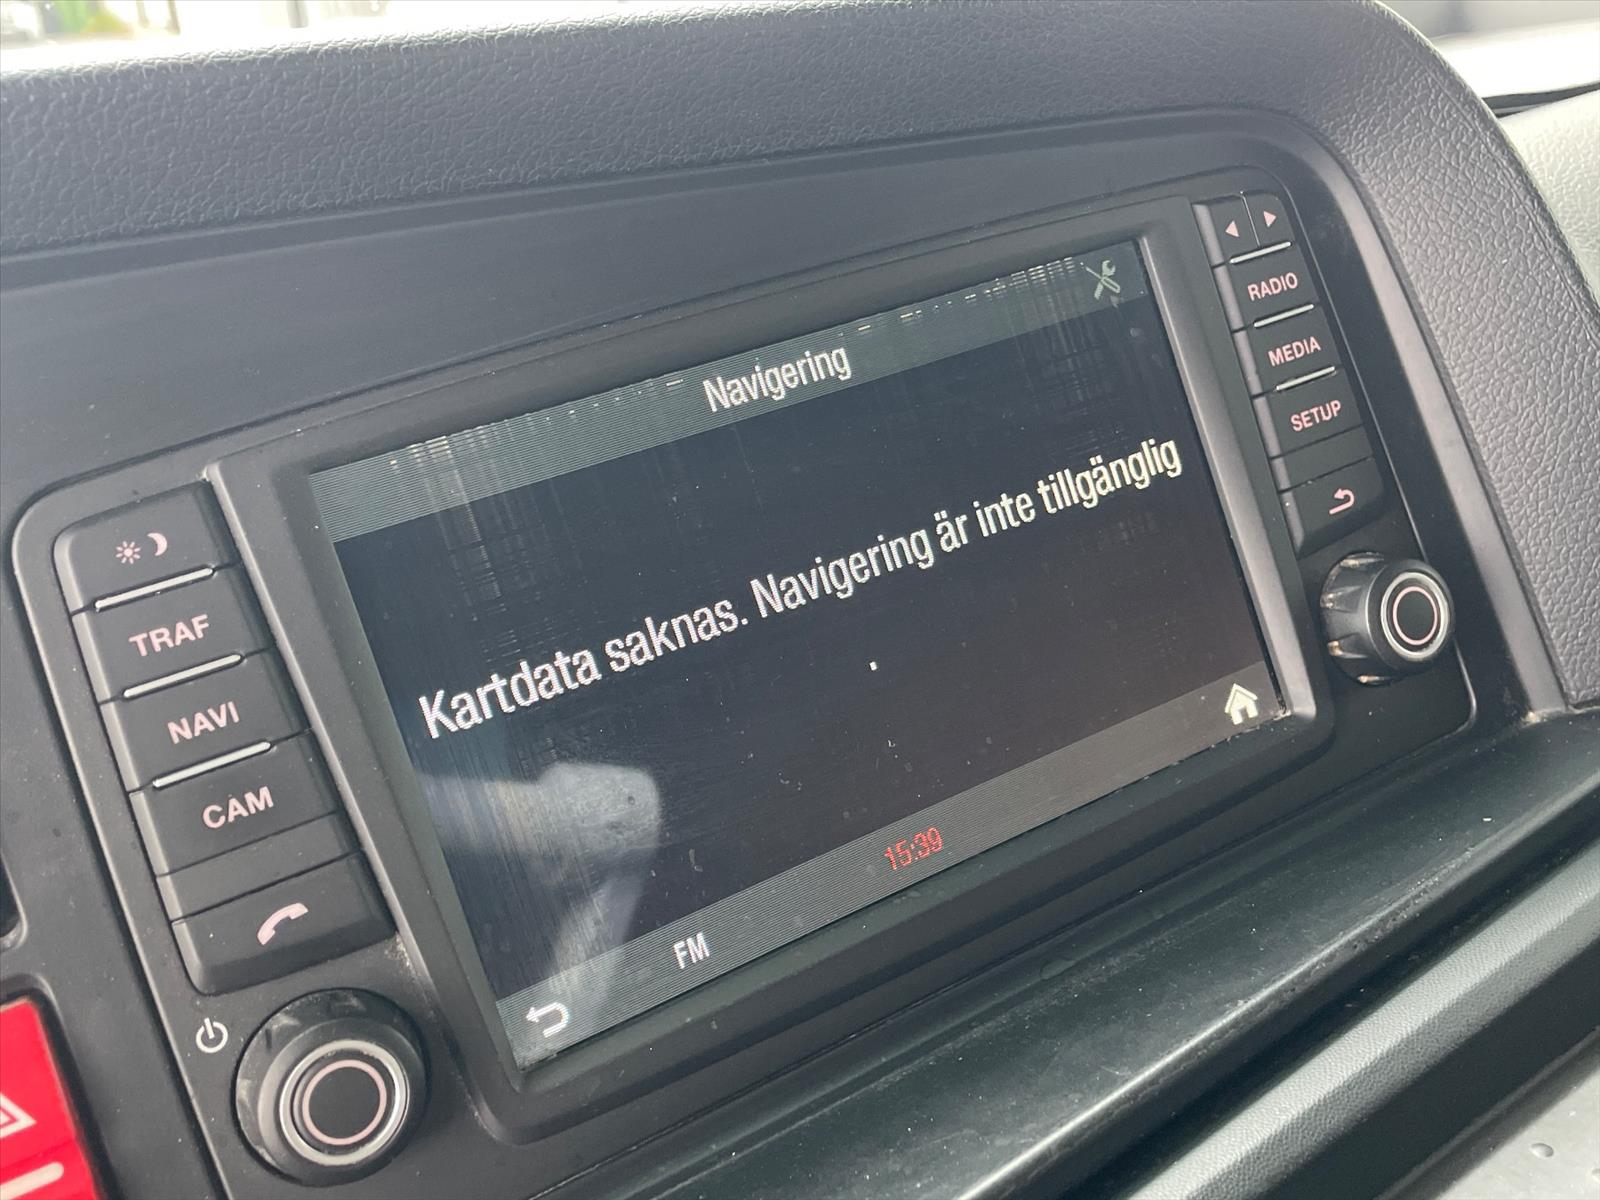 Navigering
Kartdata saknas. Navigering är inte tillgänglig
.
FM
15:39
TRAF
NAVI
CAM
RADIO
MEDIA
SETUP